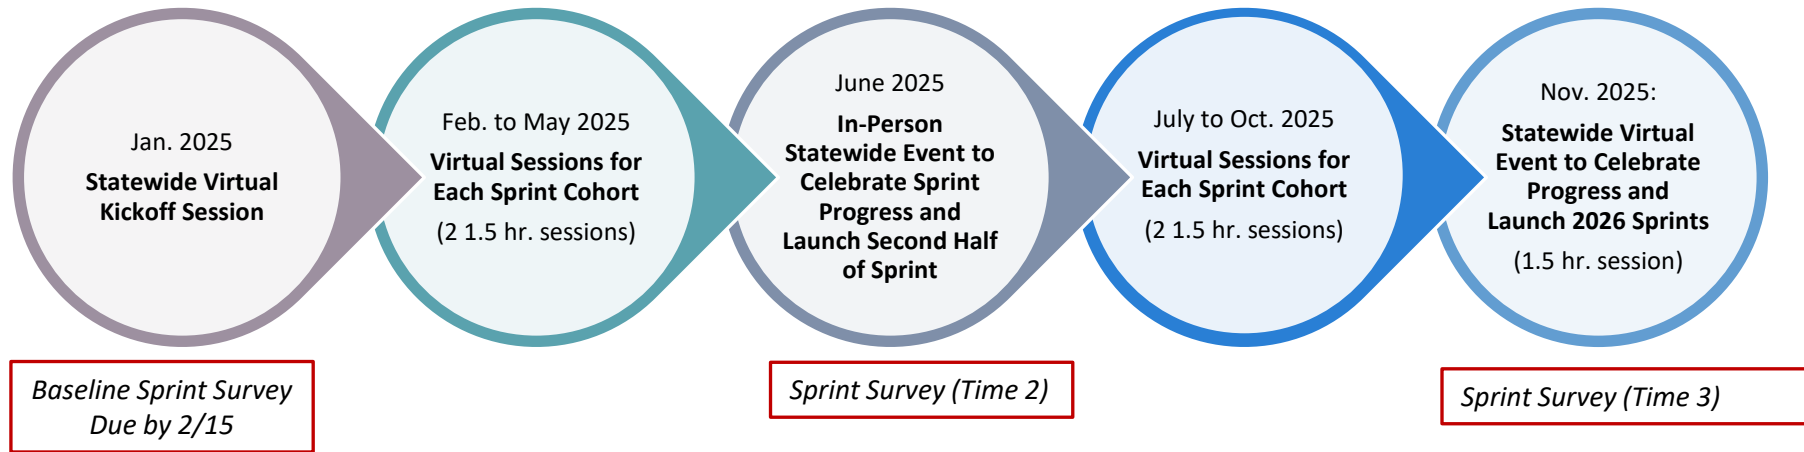 Jan. 2025
Statewide Virtual
Kickoff Session
Feb. to May 2025
Virtual Sessions for
Each Sprint Cohort
(2 1.5 hr. sessions)
June 2025
In-Person
Statewide Event to
Celebrate Sprint
Progress and
Launch Second Half
of Sprint
July to Oct. 2025
Virtual Sessions for
Each Sprint Cohort
(2 1.5 hr. sessions)
Nov. 2025:
Statewide Virtual
Event to Celebrate
Progress and
Launch 2026 Sprints
(1.5 hr. session)
Baseline Sprint Survey
Due by 2/15
Sprint Survey (Time 2)
Sprint Survey (Time 3)